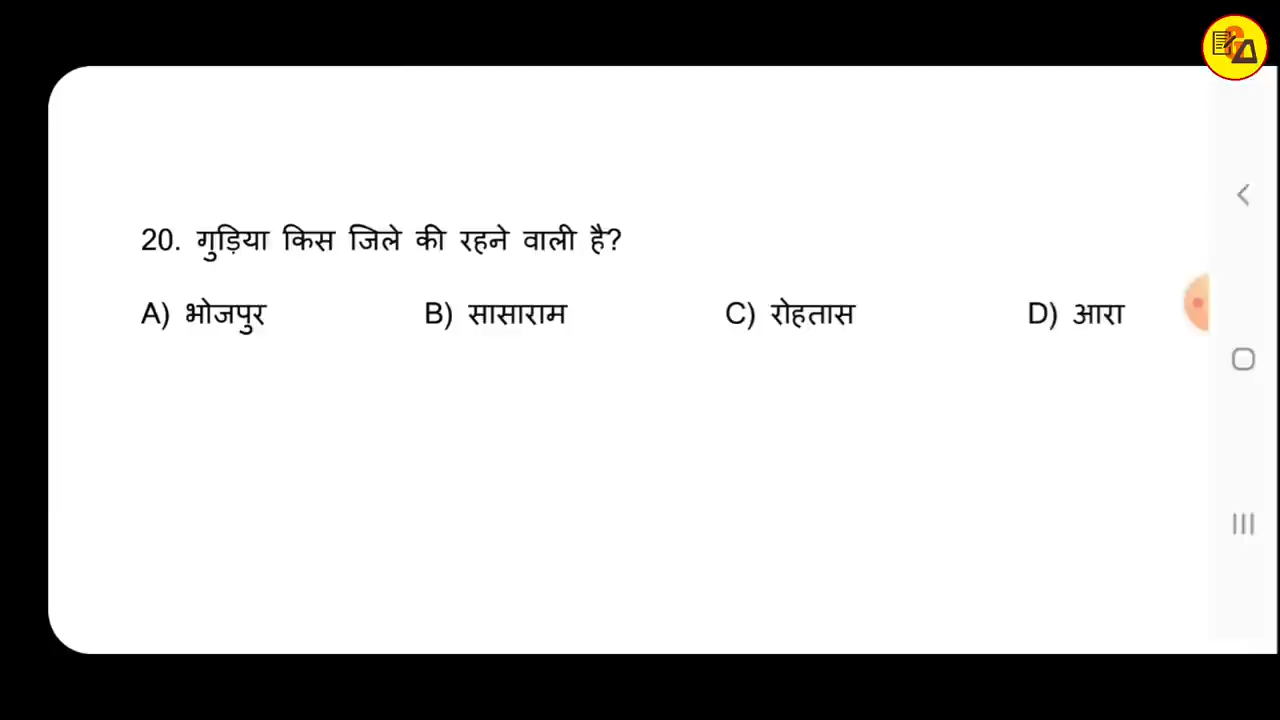 20. गुड़िया किस जिले की रहने वाली है?
A) भोजपुर B) सासाराम C) रोहतास D) आरा